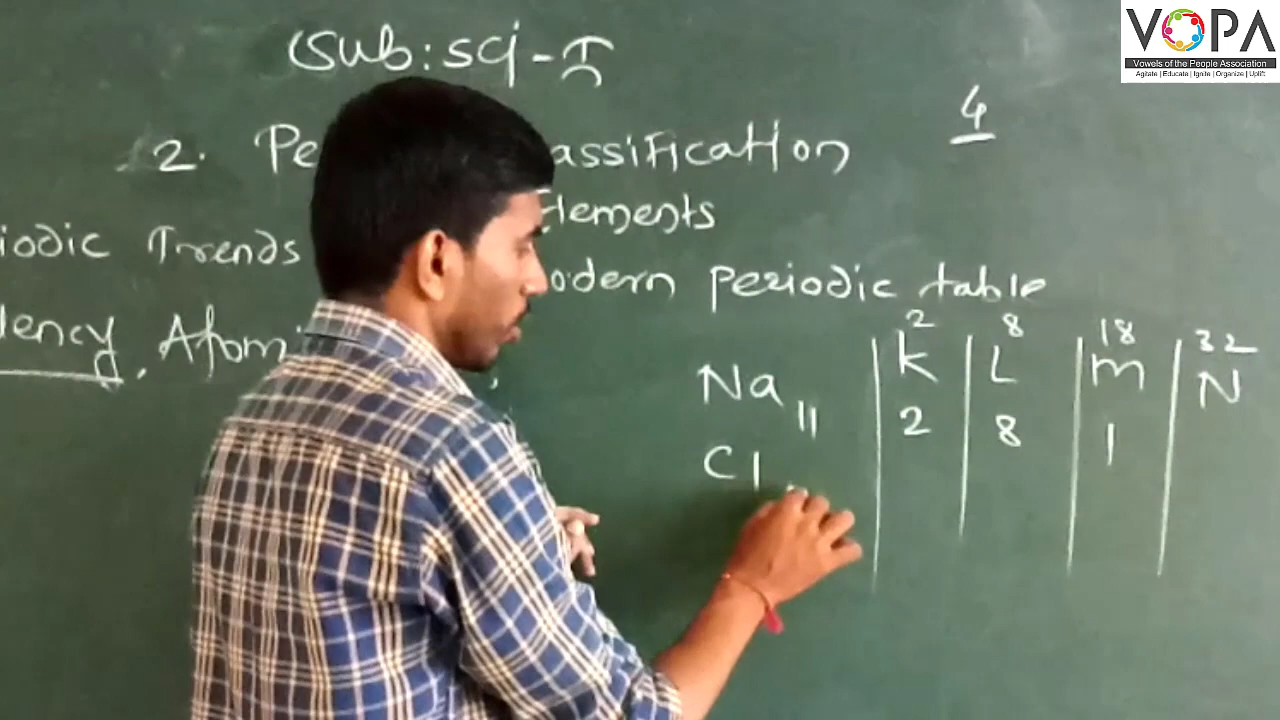 VOPA
Vowels of the People Association
Agitate | Educate | Ignite | Organize | Uplift
Sub: sci - I
4
2. Pe assification
Elements
iodic Trends odern periodic table
lency, Atomi
2 8 18 32
Na 11 K L M N
2 8 1
Cl